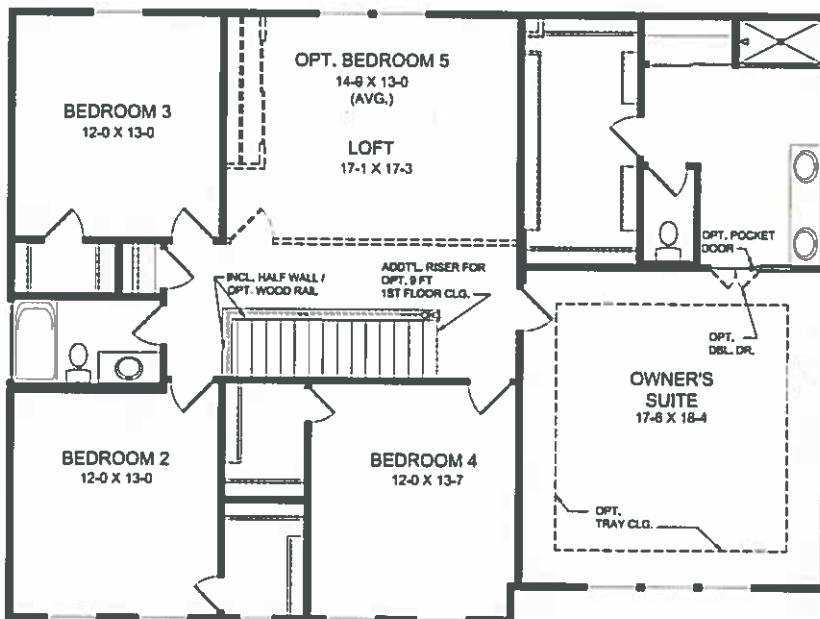 OPT. BEDROOM 5
14-9 X 13-0
(AVG.)
LOFT
17-1 X 17-3
BEDROOM 3
12-0 X 13-0
INCL. HALF WALL /
OPT. WOOD RAIL
ADDT'L. RISER FOR
OPT. 9 FT
1ST FLOOR CLG.
OPT. POCKET
DOOR
OPT.
DBL. DR.
OWNER'S
SUITE
17-6 X 18-4
OPT.
TRAY CLG.
BEDROOM 2
12-0 X 13-0
BEDROOM 4
12-0 X 13-7